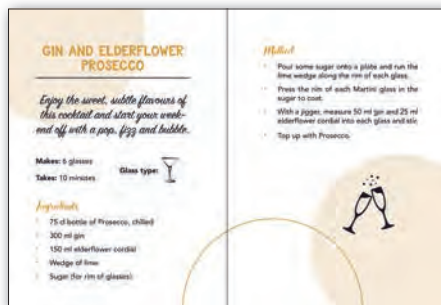 GIN AND ELDERFLOWER
PROSECCO
Enjoy the sweet, subtle flavours of
this cocktail and start your week-
end off with a pop, fizz and bubble.
Makes: 6 glasses
Takes: 10 minutes
Glass type:
Ingredients
75 cl bottle of Prosecco, chilled
300 ml gin
150 ml elderflower cordial
Wedge of lime
Sugar (for rim of glasses)
Method
Pour some sugar onto a plate and run the
lime wedge along the rim of each glass.
Press the rim of each Martini glass in the
sugar to coat.
With a jigger, measure 50 ml gin and 25 ml
elderflower cordial into each glass and stir.
Top up with Prosecco.